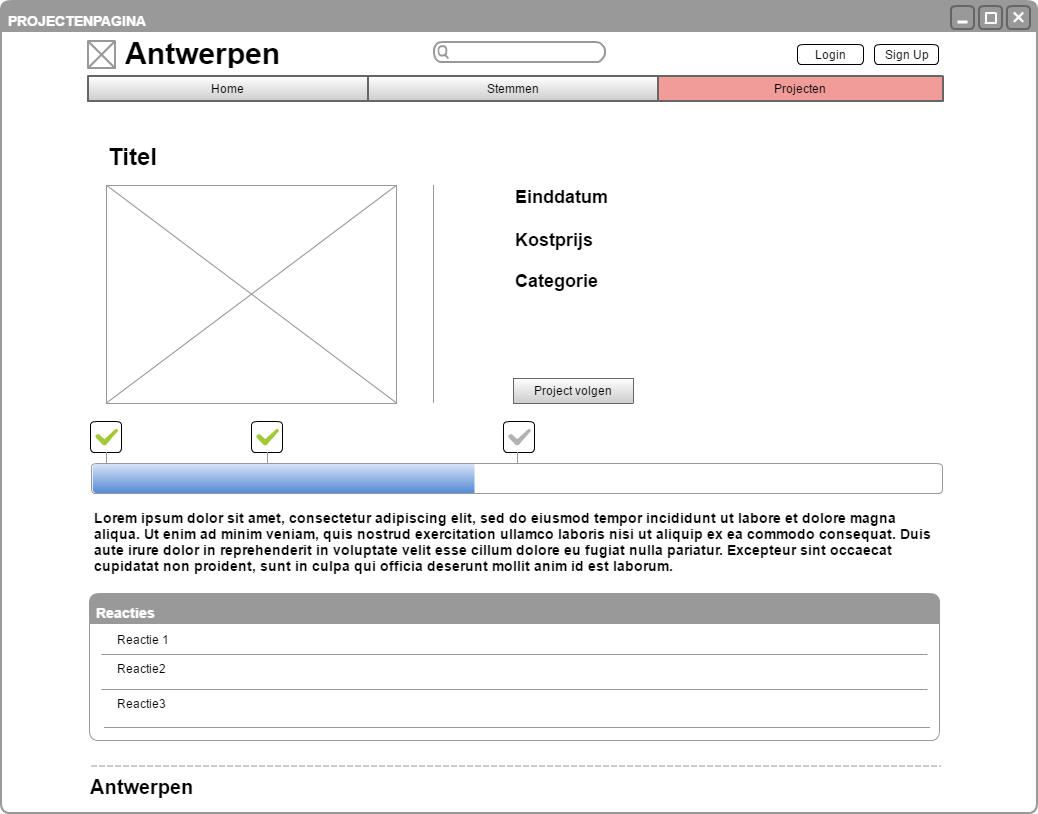 PROJECTENPAGINA
Antwerpen
Login
Sign Up
Home
Stemmen
Projecten
Titel
Einddatum
Kostprijs
Categorie
Project volgen
Lorem ipsum dolor sit amet, consectetur adipiscing elit, sed do eiusmod tempor incididunt ut labore et dolore magna
aliqua. Ut enim ad minim veniam, quis nostrud exercitation ullamco laboris nisi ut aliquip ex ea commodo consequat. Duis
aute irure dolor in reprehenderit in voluptate velit esse cillum dolore eu fugiat nulla pariatur. Excepteur sint occaecat
cupidatat non proident, sunt in culpa qui officia deserunt mollit anim id est laborum.
Reacties
Reactie 1
Reactie2
Reactie3
Antwerpen